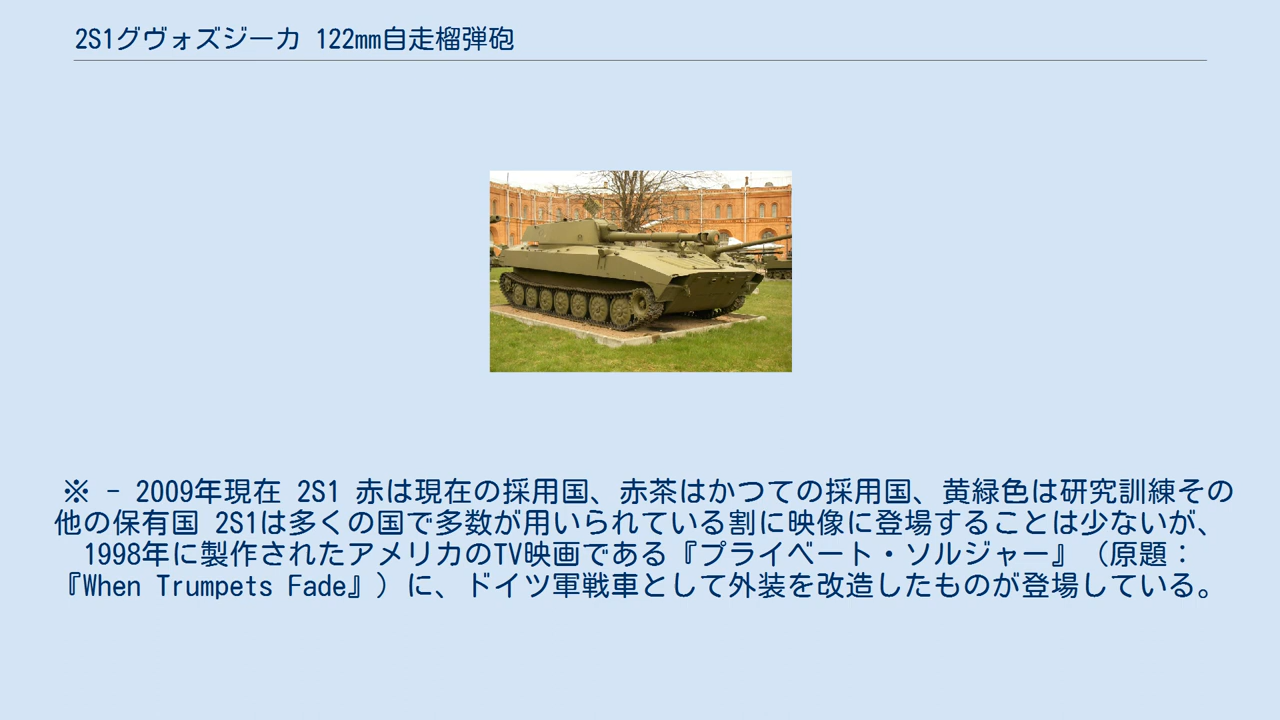 2S1グヴォズジーカ 122mm自走榴弾砲
※ - 2009年現在 2S1 赤は現在の採用国、赤茶はかつての採用国、黄緑色は研究訓練その
他の保有国 2S1は多くの国で多数が用いられている割に映像に登場することは少ないが、
1998年に製作されたアメリカのTV映画である『プライベート・ソルジャー』（原題：
『When Trumpets Fade』）に、ドイツ軍戦車として外装を改造したものが登場している。